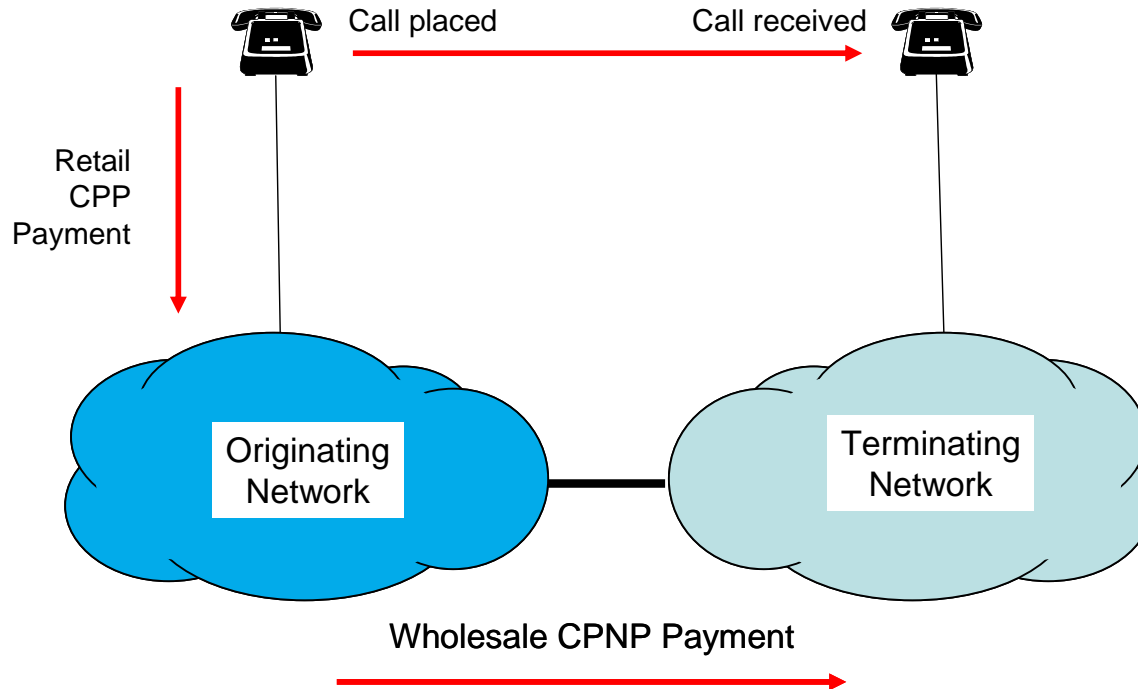 Call placed
Call received
Retail
CPP
Payment
Originating
Network
Terminating
Network
Wholesale CPNP Payment